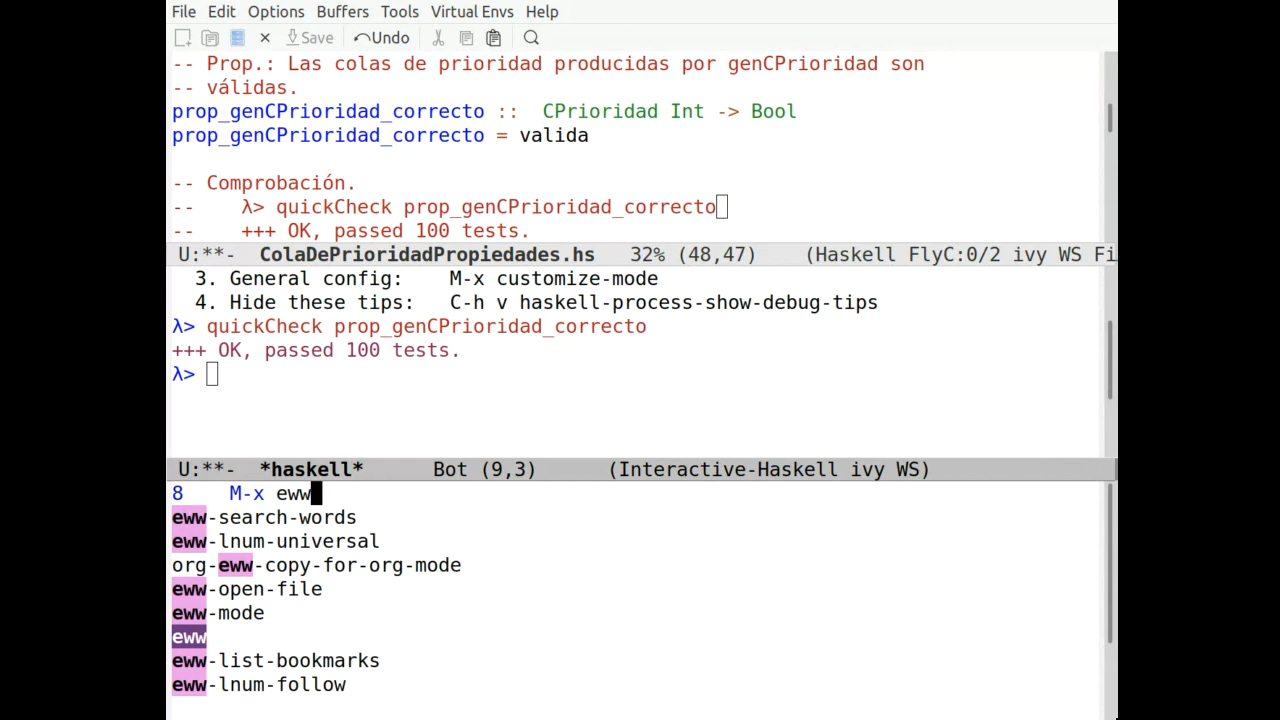 File Edit Options Buffers Tools Virtual Envs Help
Save Undo
-- Prop.: Las colas de prioridad producidas por genCPrioridad son
-- válidas.
prop_genCPrioridad_correcto ::  CPrioridad Int -> Bool
prop_genCPrioridad_correcto = valida
-- Comprobación.
--    λ> quickCheck prop_genCPrioridad_correcto
--    +++ OK, passed 100 tests.
U:**-  ColaDePrioridadPropiedades.hs   32% (48,47)    (Haskell FlyC:0/2 ivy WS Fi
3. General config:    M-x customize-mode
4. Hide these tips:   C-h v haskell-process-show-debug-tips
λ> quickCheck prop_genCPrioridad_correcto
+++ OK, passed 100 tests.
λ>
U:**-  *haskell*      Bot (9,3)      (Interactive-Haskell ivy WS)
8    M-x eww
eww-search-words
eww-lnum-universal
org-eww-copy-for-org-mode
eww-open-file
eww-mode
eww
eww-list-bookmarks
eww-lnum-follow